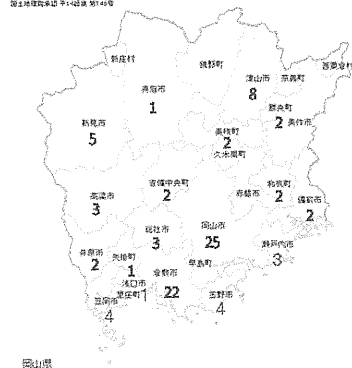 国土地理院承認 平14総複 第149号
新庄村
鏡野町
西粟倉村
津山市
奈義町
8
真庭市
1
勝央町
2
美作市
新見市
5
美咲町
2
久米南町
吉備中央町
2
赤磐市
和気町
2
備前市
2
高梁市
3
総社市
3
岡山市
25
瀬戸内市
3
井原市
2
矢掛町
1
早島町
倉敷市
22
浅口市
里庄町
1
笠岡市
4
玉野市
4
岡山県